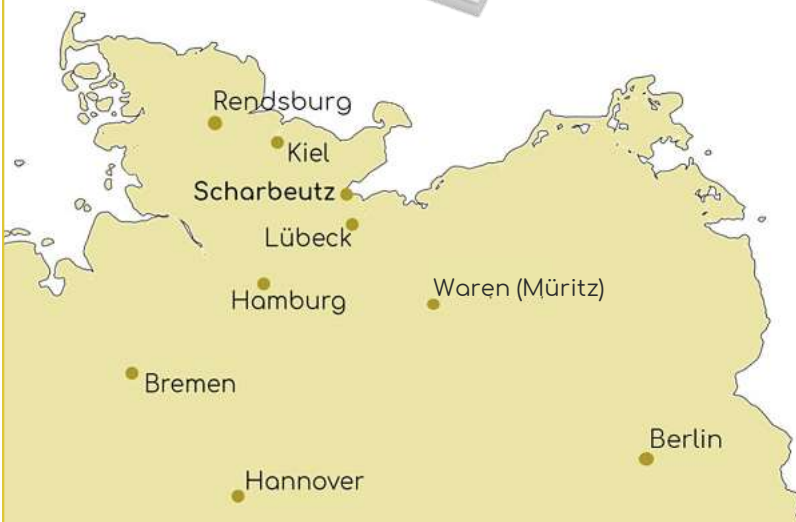 Rendsburg
Kiel
Scharbeutz
Lübeck
Waren (Müritz)
Hamburg
Bremen
Berlin
Hannover